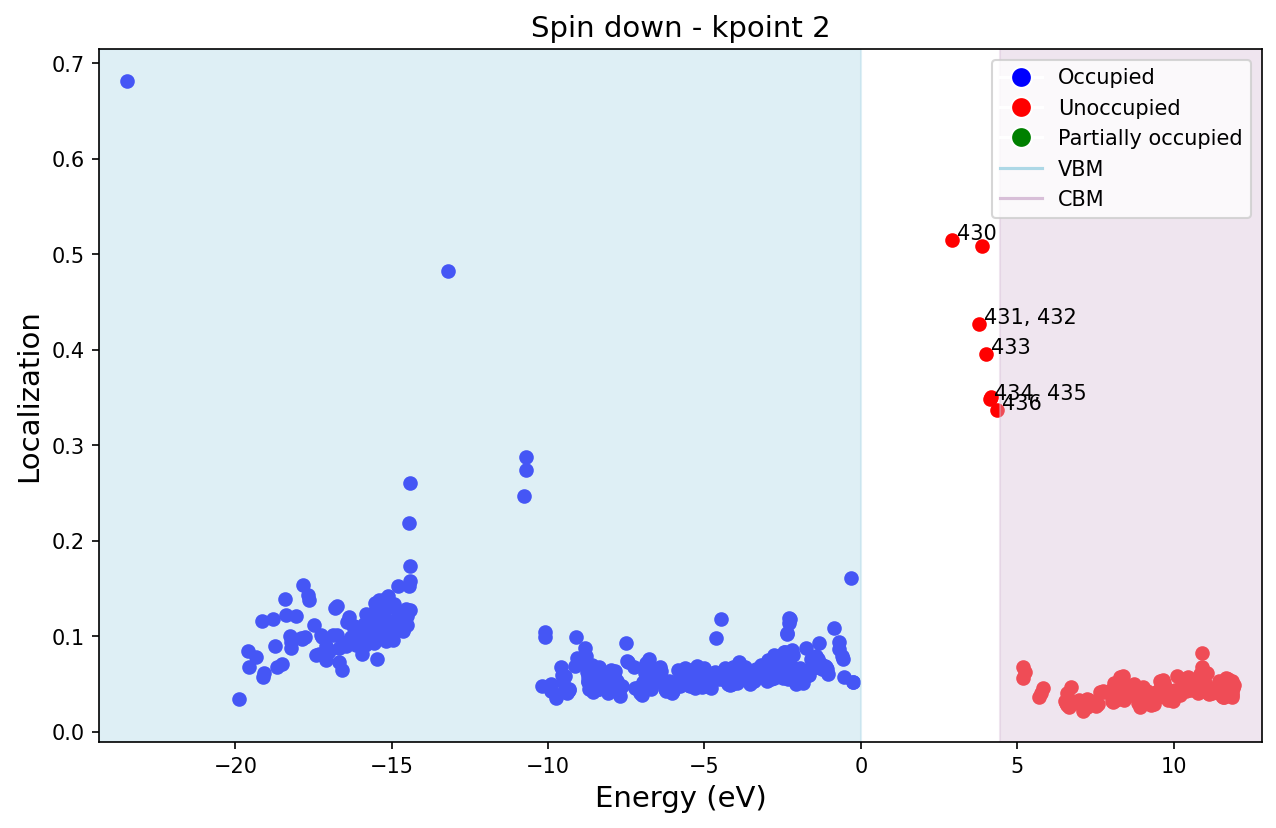 Spin down - kpoint 2
Localization
0.7
0.6
0.5
0.4
0.3
0.2
0.1
0.0
Occupied
Unoccupied
Partially occupied
VBM
CBM
430
431, 432
433
434, 435
436
−20
−15
−10
−5
0
5
10
Energy (eV)